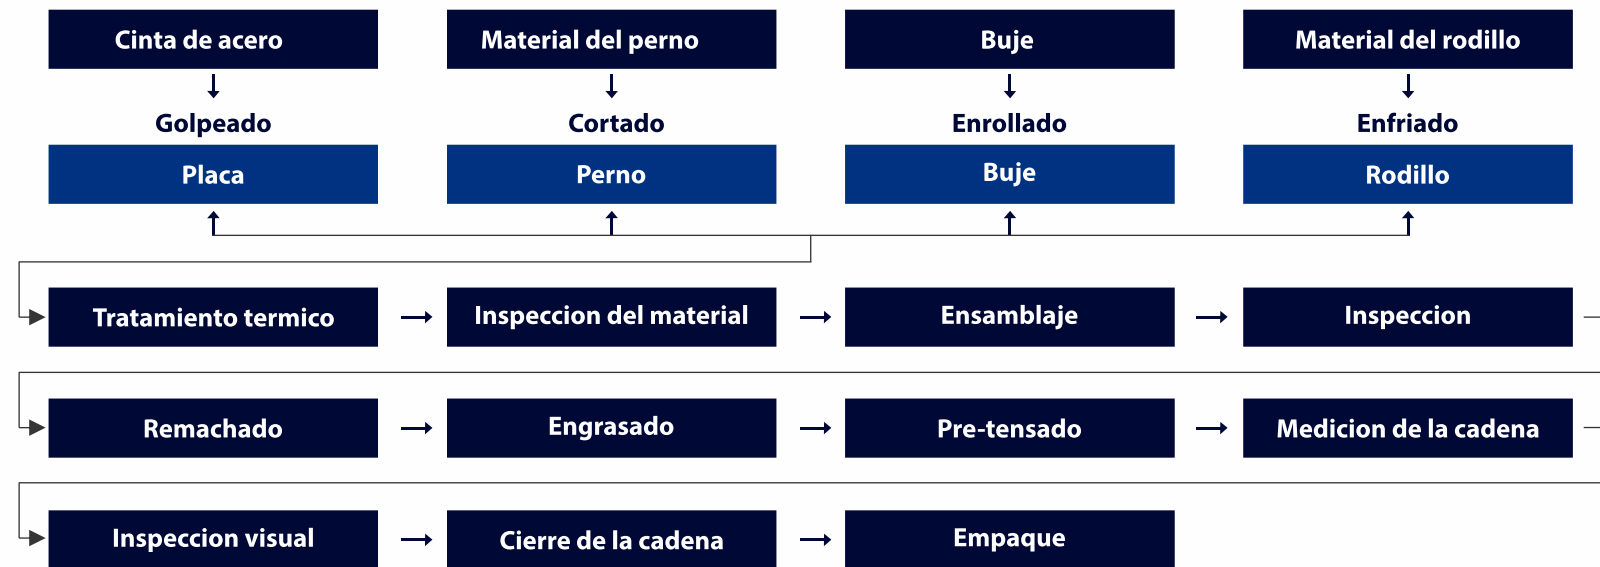 Cinta de acero
Material del perno
Buje
Material del rodillo
Golpeado
Cortado
Enrollado
Enfriado
Placa
Perno
Buje
Rodillo
Tratamiento termico
Inspeccion del material
Ensamblaje
Inspeccion
Remachado
Engrasado
Pre-tensado
Medicion de la cadena
Inspeccion visual
Cierre de la cadena
Empaque